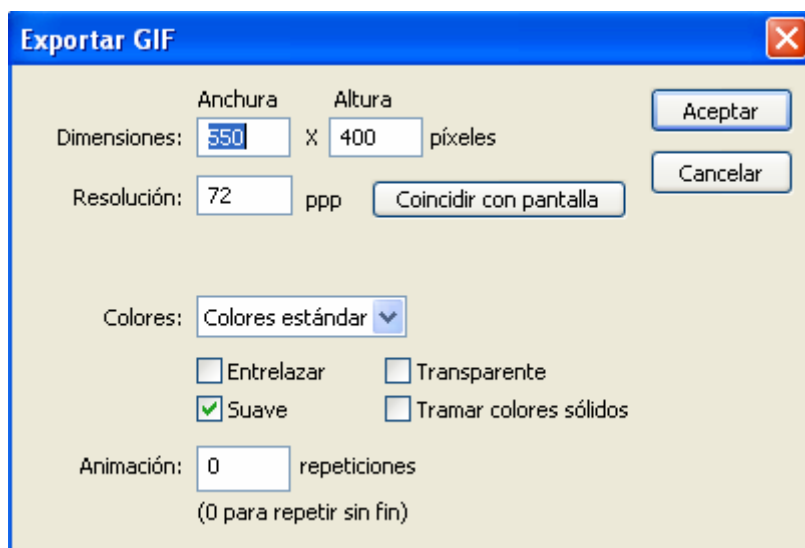 Exportar GIF
Anchura Altura
Dimensiones: 550 X 400 píxeles
Aceptar
Resolución: 72 ppp Coincidir con pantalla
Cancelar
Colores: Colores estándar
Entrelazar Transparente
Suave Tramar colores sólidos
Animación: 0 repeticiones
(0 para repetir sin fin)